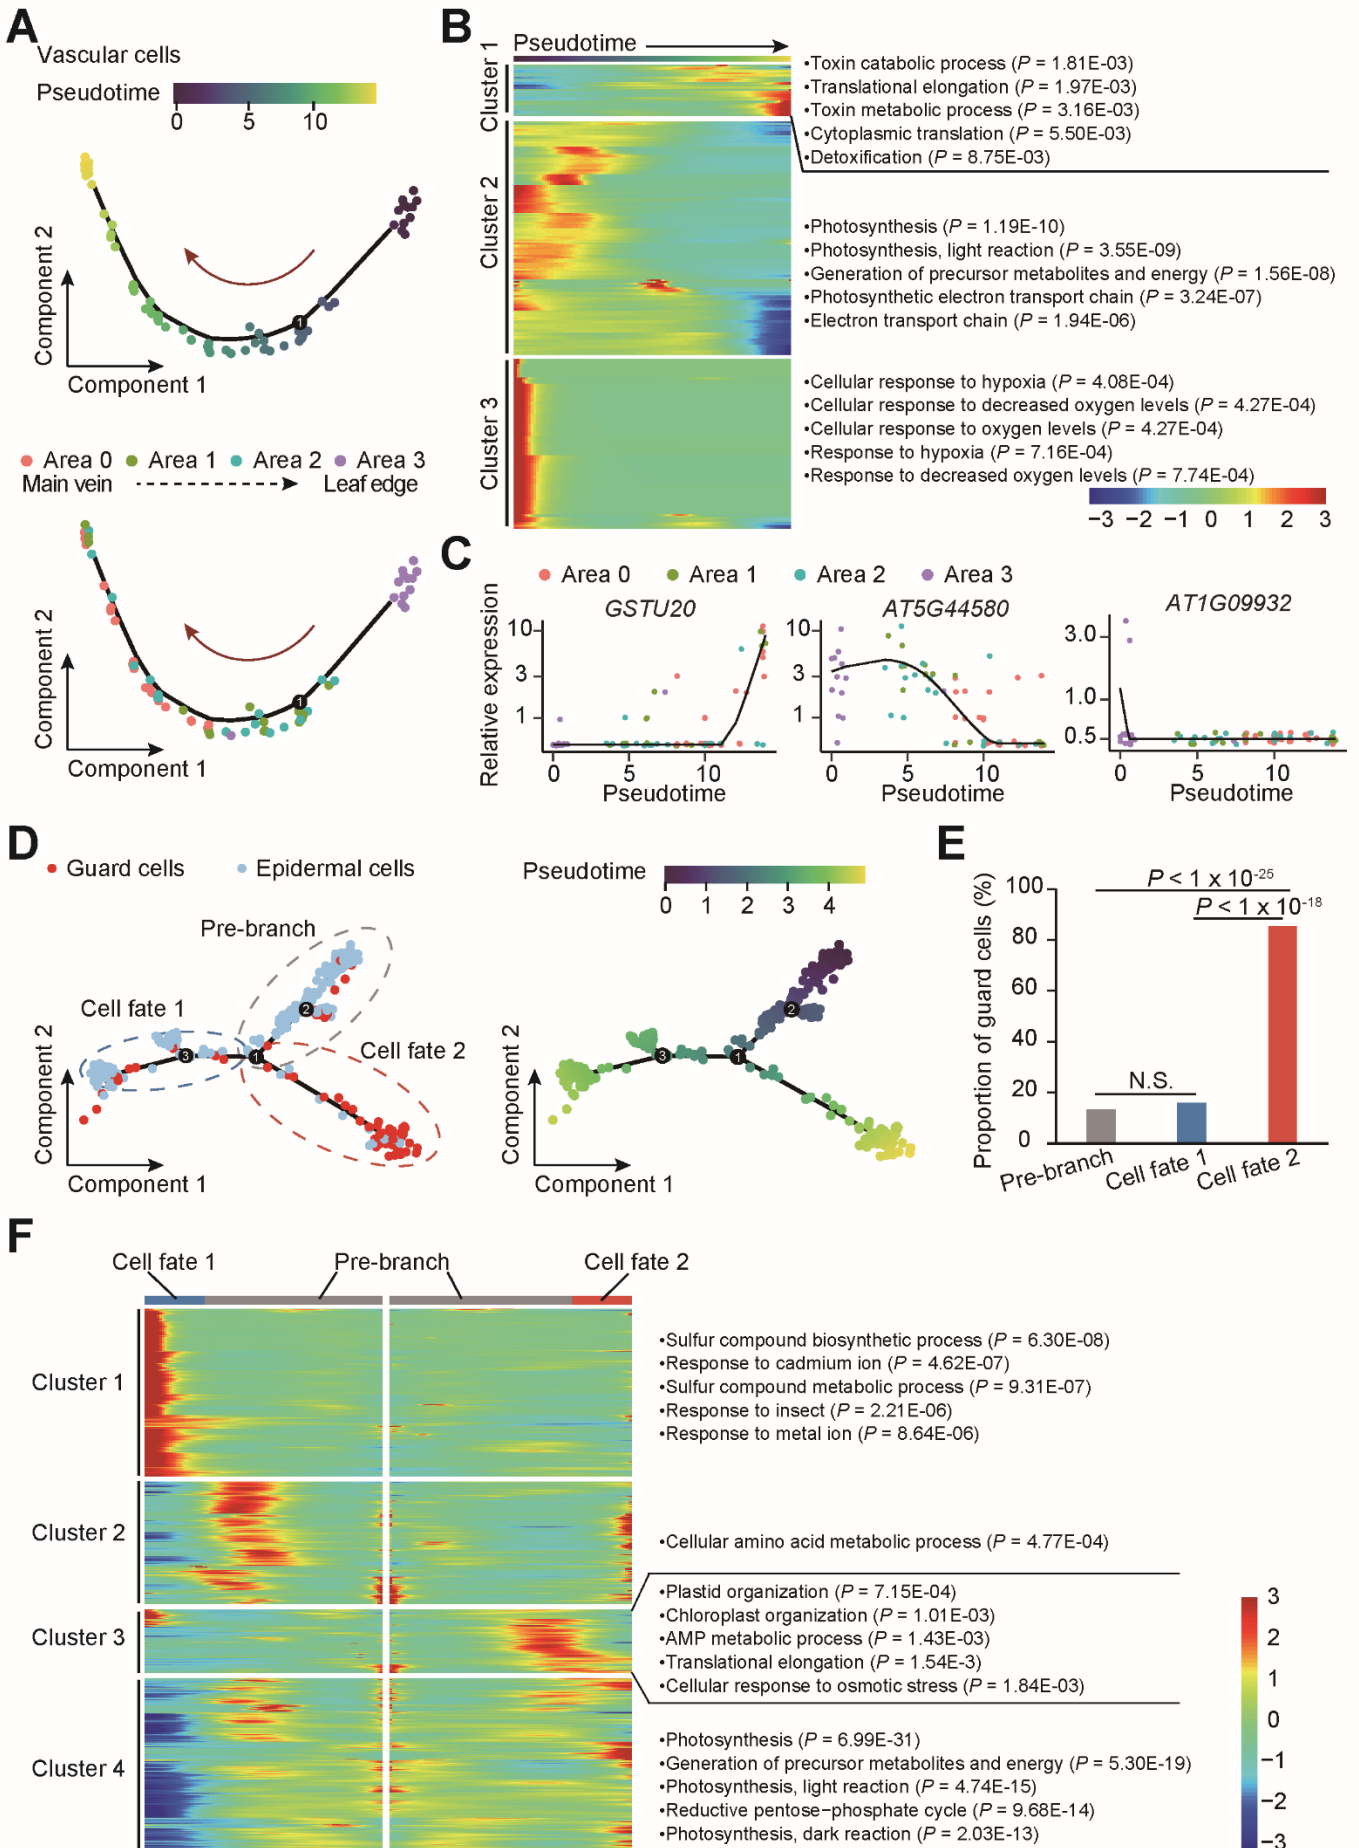 A
Vascular cells
Pseudotime
0 5 10
Component 2
Component 1
1
Area 0 Area 1 Area 2 Area 3
Main vein Leaf edge
Component 2
Component 1
1
B
Pseudotime
Cluster 1
Cluster 2
Cluster 3
•Toxin catabolic process (P = 1.81E-03)
•Translational elongation (P = 1.97E-03)
•Toxin metabolic process (P = 3.16E-03)
•Cytoplasmic translation (P = 5.50E-03)
•Detoxification (P = 8.75E-03)
•Photosynthesis (P = 1.19E-10)
•Photosynthesis, light reaction (P = 3.55E-09)
•Generation of precursor metabolites and energy (P = 1.56E-08)
•Photosynthetic electron transport chain (P = 3.24E-07)
•Electron transport chain (P = 1.94E-06)
•Cellular response to hypoxia (P = 4.08E-04)
•Cellular response to decreased oxygen levels (P = 4.27E-04)
•Cellular response to oxygen levels (P = 4.27E-04)
•Response to hypoxia (P = 7.16E-04)
•Response to decreased oxygen levels (P = 7.74E-04)
−3 −2 −1 0 1 2 3
C
Area 0 Area 1 Area 2 Area 3
Relative expression
GSTU20
10
3
1
0 5 10
Pseudotime
AT5G44580
10
3
1
0 5 10
Pseudotime
AT1G09932
3.0
1.0
0.5
0 5 10
Pseudotime
D
Guard cells Epidermal cells
Pre-branch
Cell fate 1
Cell fate 2
2
3
1
Component 2
Component 1
Pseudotime
0 1 2 3 4
2
3
1
Component 2
Component 1
E
Proportion of guard cells (%)
100
80
60
40
20
0
P < 1 x 10-25
P < 1 x 10-18
N.S.
Pre-branch
Cell fate 1
Cell fate 2
F
Cell fate 1 Pre-branch Cell fate 2
Cluster 1
Cluster 2
Cluster 3
Cluster 4
•Sulfur compound biosynthetic process (P = 6.30E-08)
•Response to cadmium ion (P = 4.62E-07)
•Sulfur compound metabolic process (P = 9.31E-07)
•Response to insect (P = 2.21E-06)
•Response to metal ion (P = 8.64E-06)
•Cellular amino acid metabolic process (P = 4.77E-04)
•Plastid organization (P = 7.15E-04)
•Chloroplast organization (P = 1.01E-03)
•AMP metabolic process (P = 1.43E-03)
•Translational elongation (P = 1.54E-3)
•Cellular response to osmotic stress (P = 1.84E-03)
•Photosynthesis (P = 6.99E-31)
•Generation of precursor metabolites and energy (P = 5.30E-19)
•Photosynthesis, light reaction (P = 4.74E-15)
•Reductive pentose−phosphate cycle (P = 9.68E-14)
•Photosynthesis, dark reaction (P = 2.03E-13)
3
2
1
0
−1
−2
−3